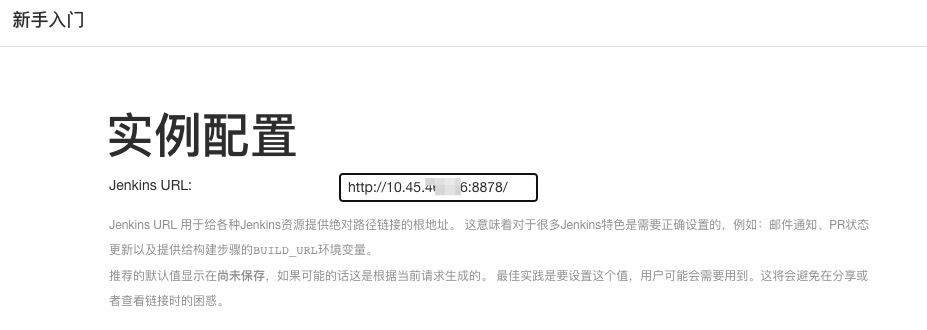 新手入门
实例配置
Jenkins URL: http://10.45.4 6:8878/
Jenkins URL 用于给各种Jenkins资源提供绝对路径链接的根地址。 这意味着对于很多Jenkins特色是需要正确设置的，例如：邮件通知、PR状态
更新以及提供给构建步骤的BUILD_URL环境变量。
推荐的默认值显示在尚未保存，如果可能的话这是根据当前请求生成的。 最佳实践是要设置这个值，用户可能会需要用到。这将会避免在分享或
者查看链接时的困惑。